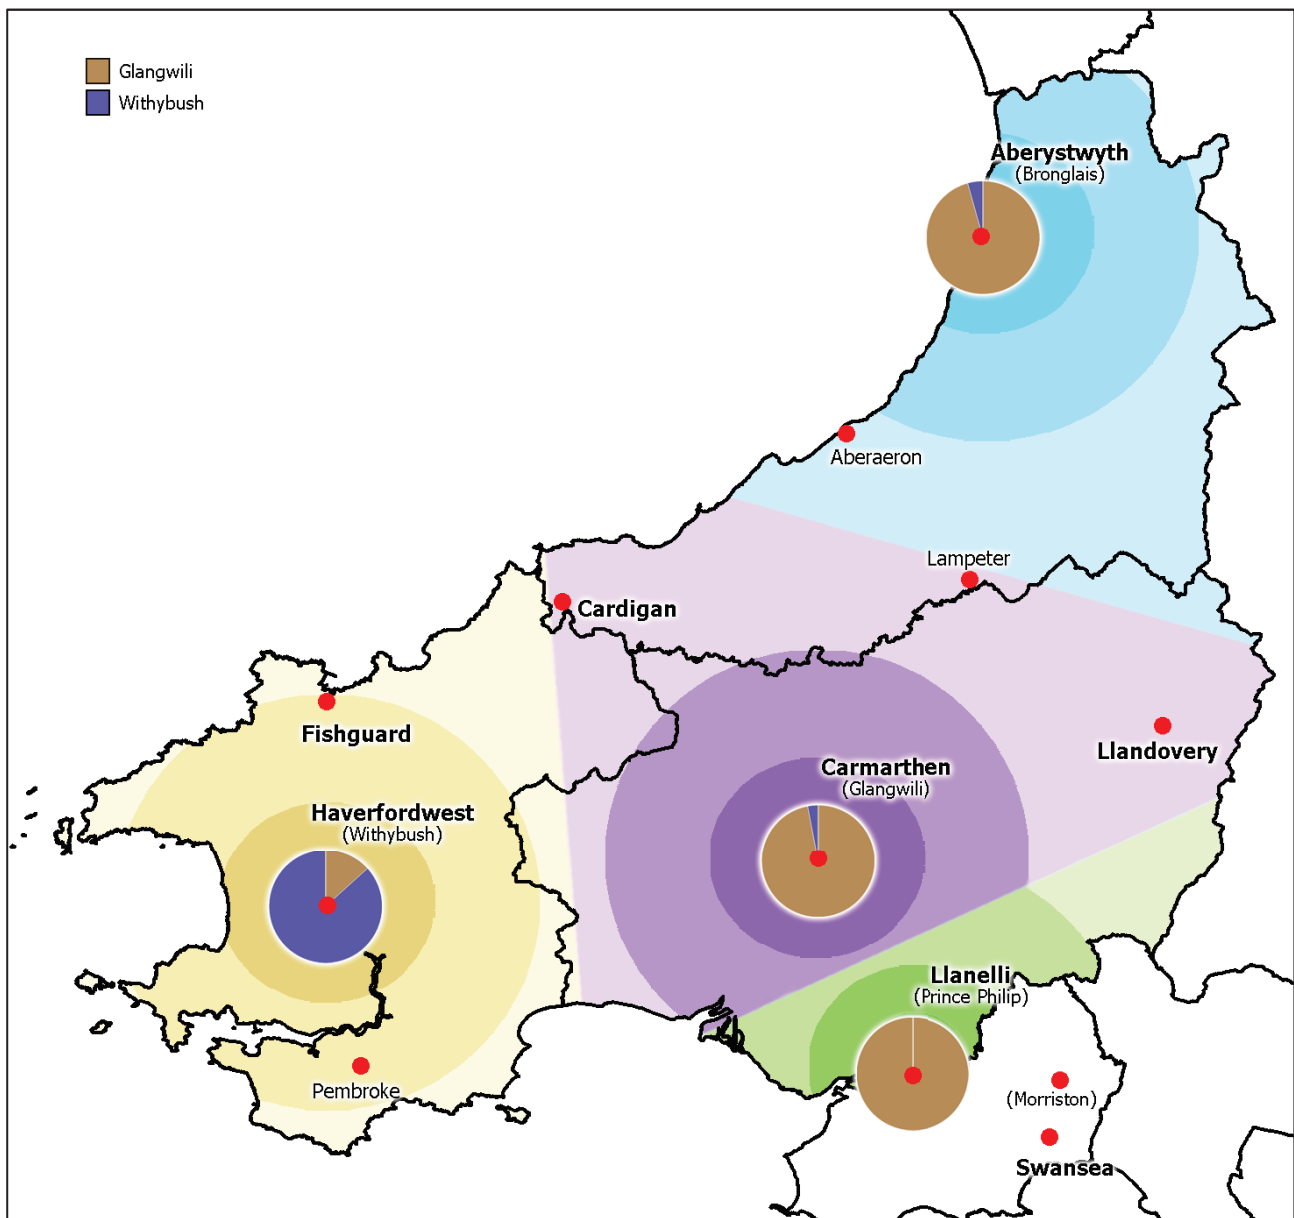 Glangwili
Withybush
Aberystwyth
(Bronglais)
Aberaeron
Lampeter
Cardigan
Fishguard
Llandovery
Carmarthen
(Glangwili)
Haverfordwest
(Withybush)
Llanelli
(Prince Philip)
Pembroke
(Morriston)
Swansea